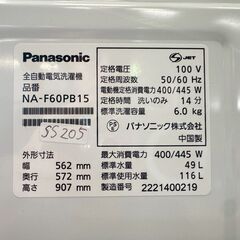 Panasonic
全自動電気洗濯機
品番
NA-F60PB15
SS205
外形寸法
幅 562 mm
奥行 572 mm
高さ 907 mm
JET
定格電圧 100 V
定格周波数 50/60 Hz
電動機定格消費電力 400/445 W
定格時間 洗いのみ 14 分
標準洗濯容量 6.0 kg
PS E
パナソニック株式会社
中国製
最大消費電力 400/445 W
標準水量 49 L
標準使用水量 116 L
製造番号 2221400219